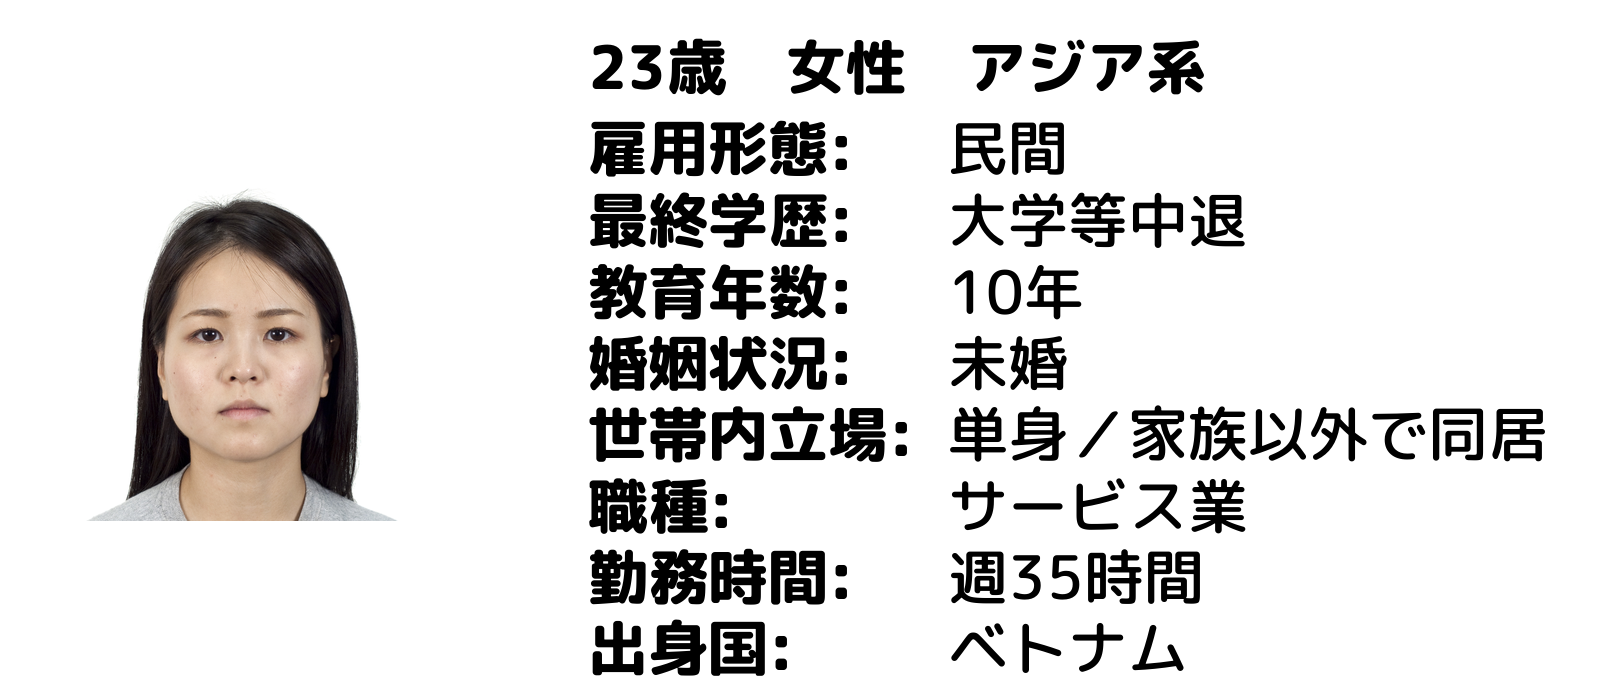 23歳　女性　アジア系
雇用形態:　民間
最終学歴:　大学等中退
教育年数:　10年
婚姻状況:　未婚
世帯内立場:　単身／家族以外で同居
職種:　サービス業
勤務時間:　週35時間
出身国:　ベトナム